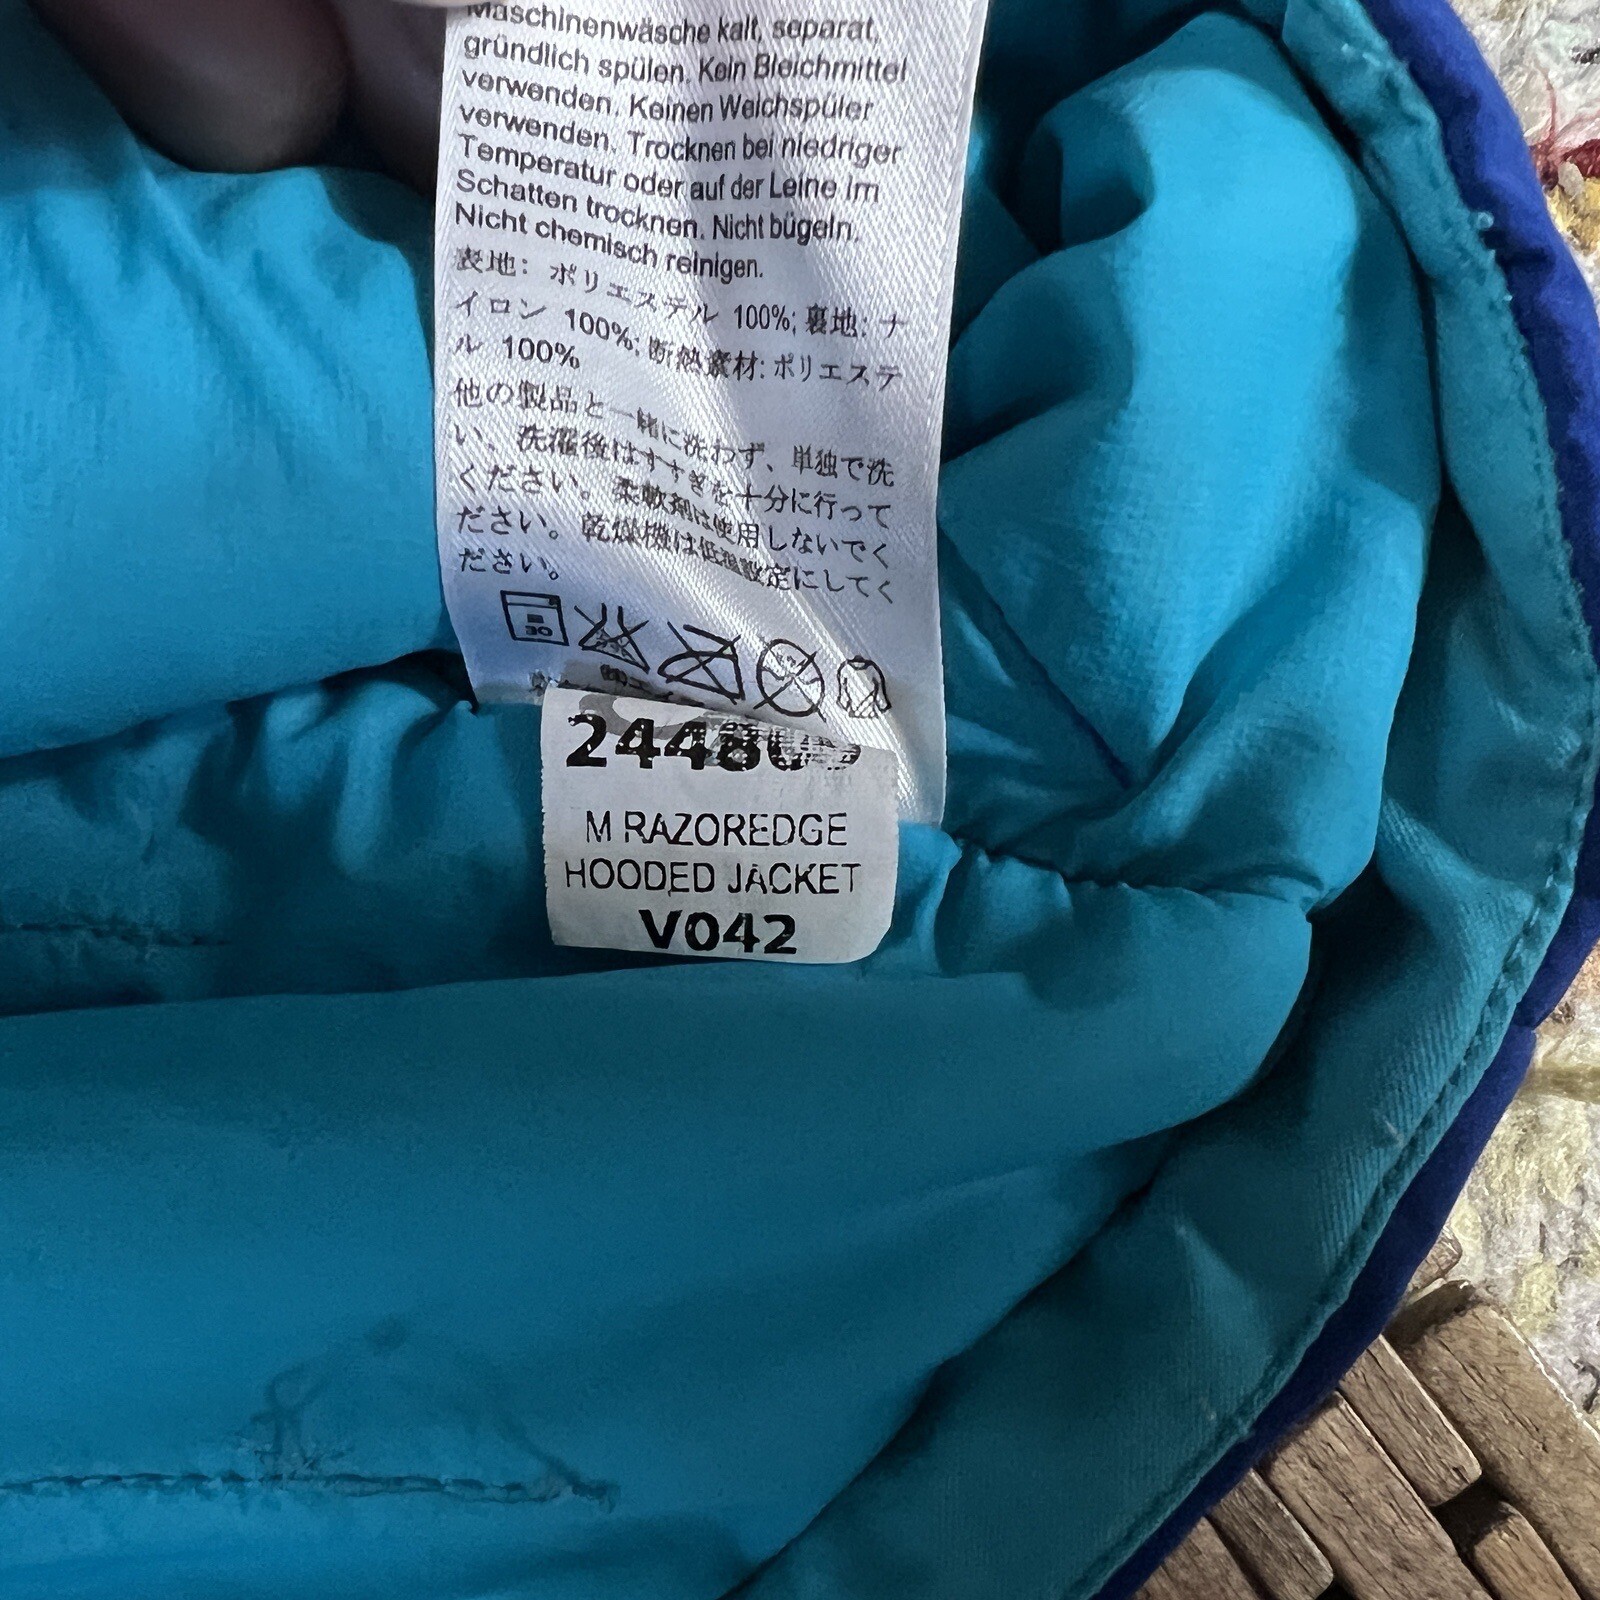 Maschinenwäsche kalt, separat,
gründlich spülen. Kein Bleichmittel
verwenden. Keinen Weichspüler
verwenden. Trocknen bei niedriger
Temperatur oder auf der Leine im
Schatten trocknen. Nicht bügeln.
Nicht chemisch reinigen.
表地: ポリエステル 100%; 裏地: ナ
イロン 100%; 断熱素材: ポリエステ
ル 100%
他の製品と一緒に洗わず、単独で洗
い、洗濯後はすすぎを十分に行って
ください。柔軟剤は使用しないでく
ださい。乾燥機は低温設定にしてく
ださい。
30
M RAZOREDGE
HOODED JACKET
V042